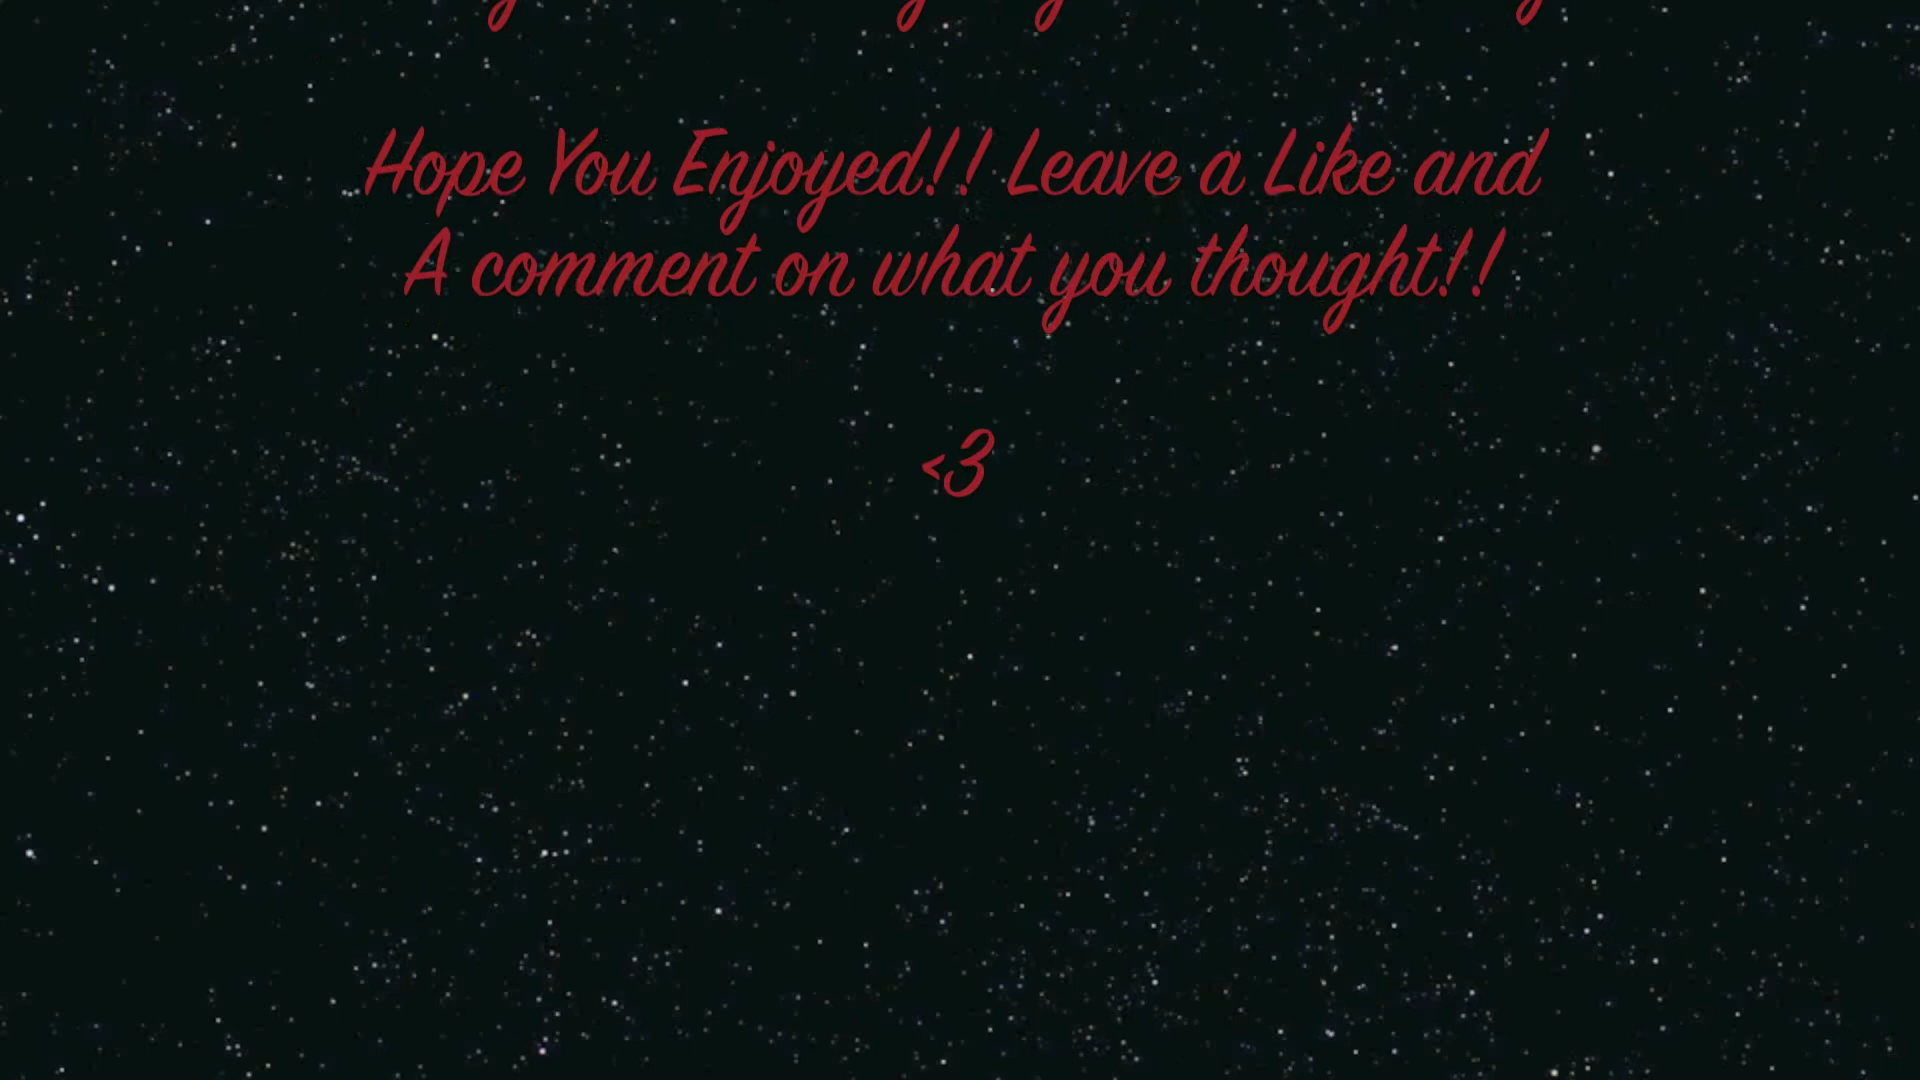 Hope You Enjoyed!! Leave a Like and
A comment on what you thought!!
<3